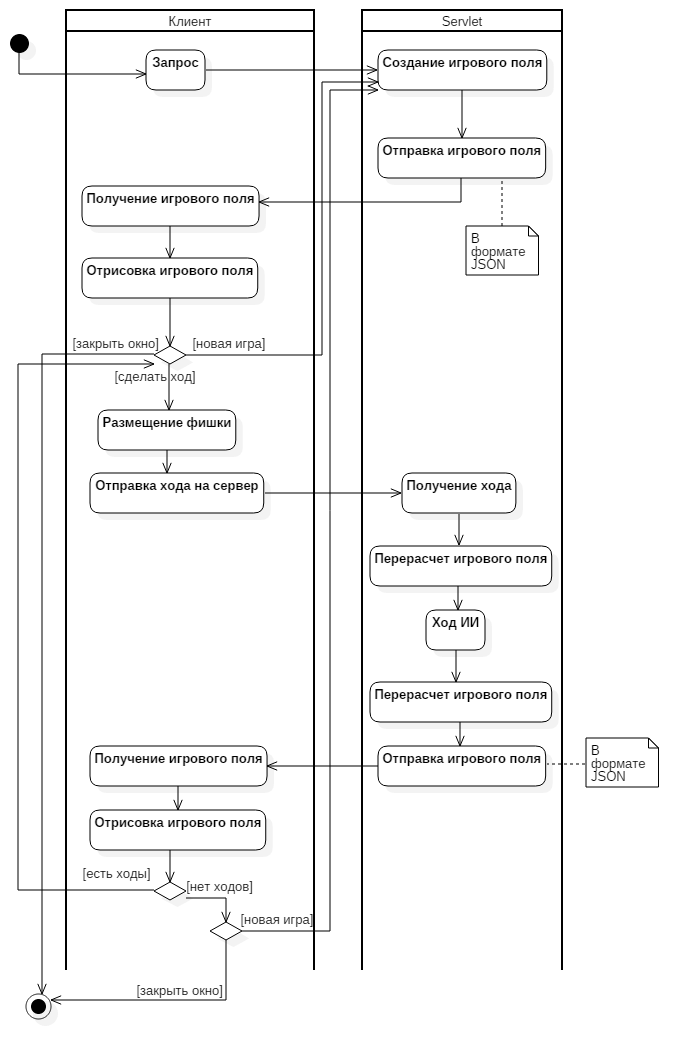 Клиент
Servlet
Запрос
Создание игрового поля
Отправка игрового поля
Получение игрового поля
В
формате
JSON
Отрисовка игрового поля
[закрыть окно]
[новая игра]
[сделать ход]
Размещение фишки
Отправка хода на сервер
Получение хода
Перерасчет игрового поля
Ход ИИ
Перерасчет игрового поля
Получение игрового поля
Отправка игрового поля
В
формате
JSON
Отрисовка игрового поля
[есть ходы]
[нет ходов]
[новая игра]
[закрыть окно]